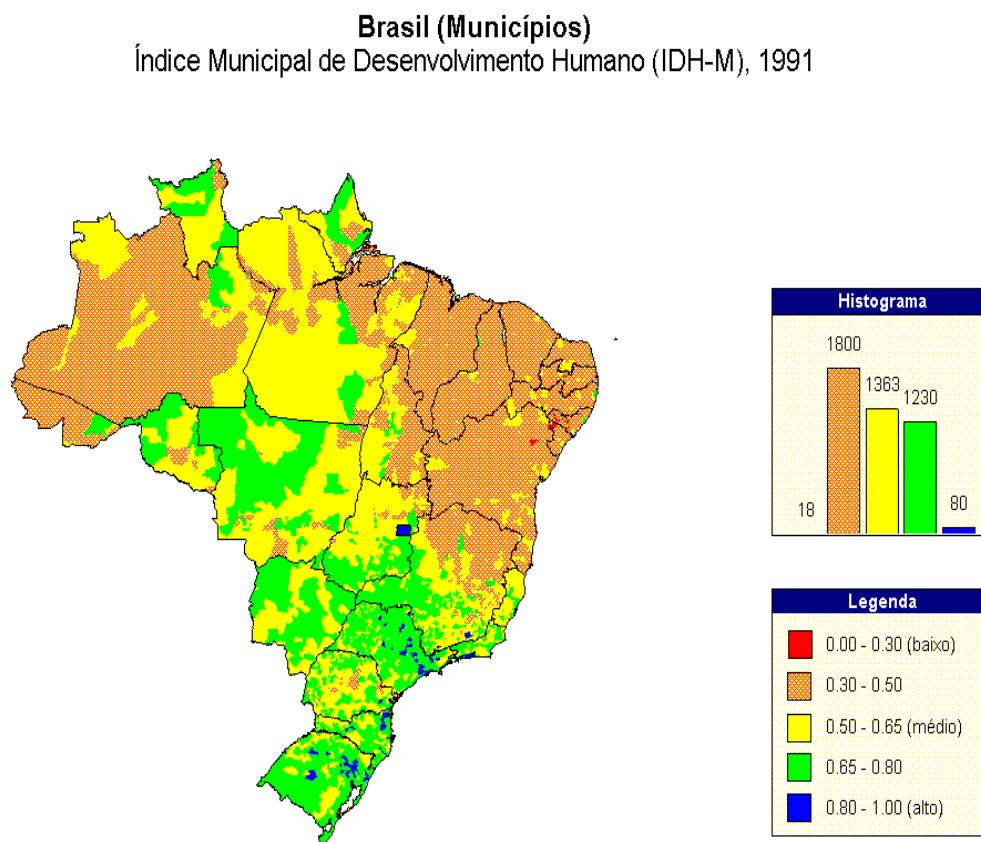 Brasil (Municípios)
Índice Municipal de Desenvolvimento Humano (IDH-M), 1991
Histograma
1800
1363
1230
18
80
Legenda
0.00 - 0.30 (baixo)
0.30 - 0.50
0.50 - 0.65 (médio)
0.65 - 0.80
0.80 - 1.00 (alto)